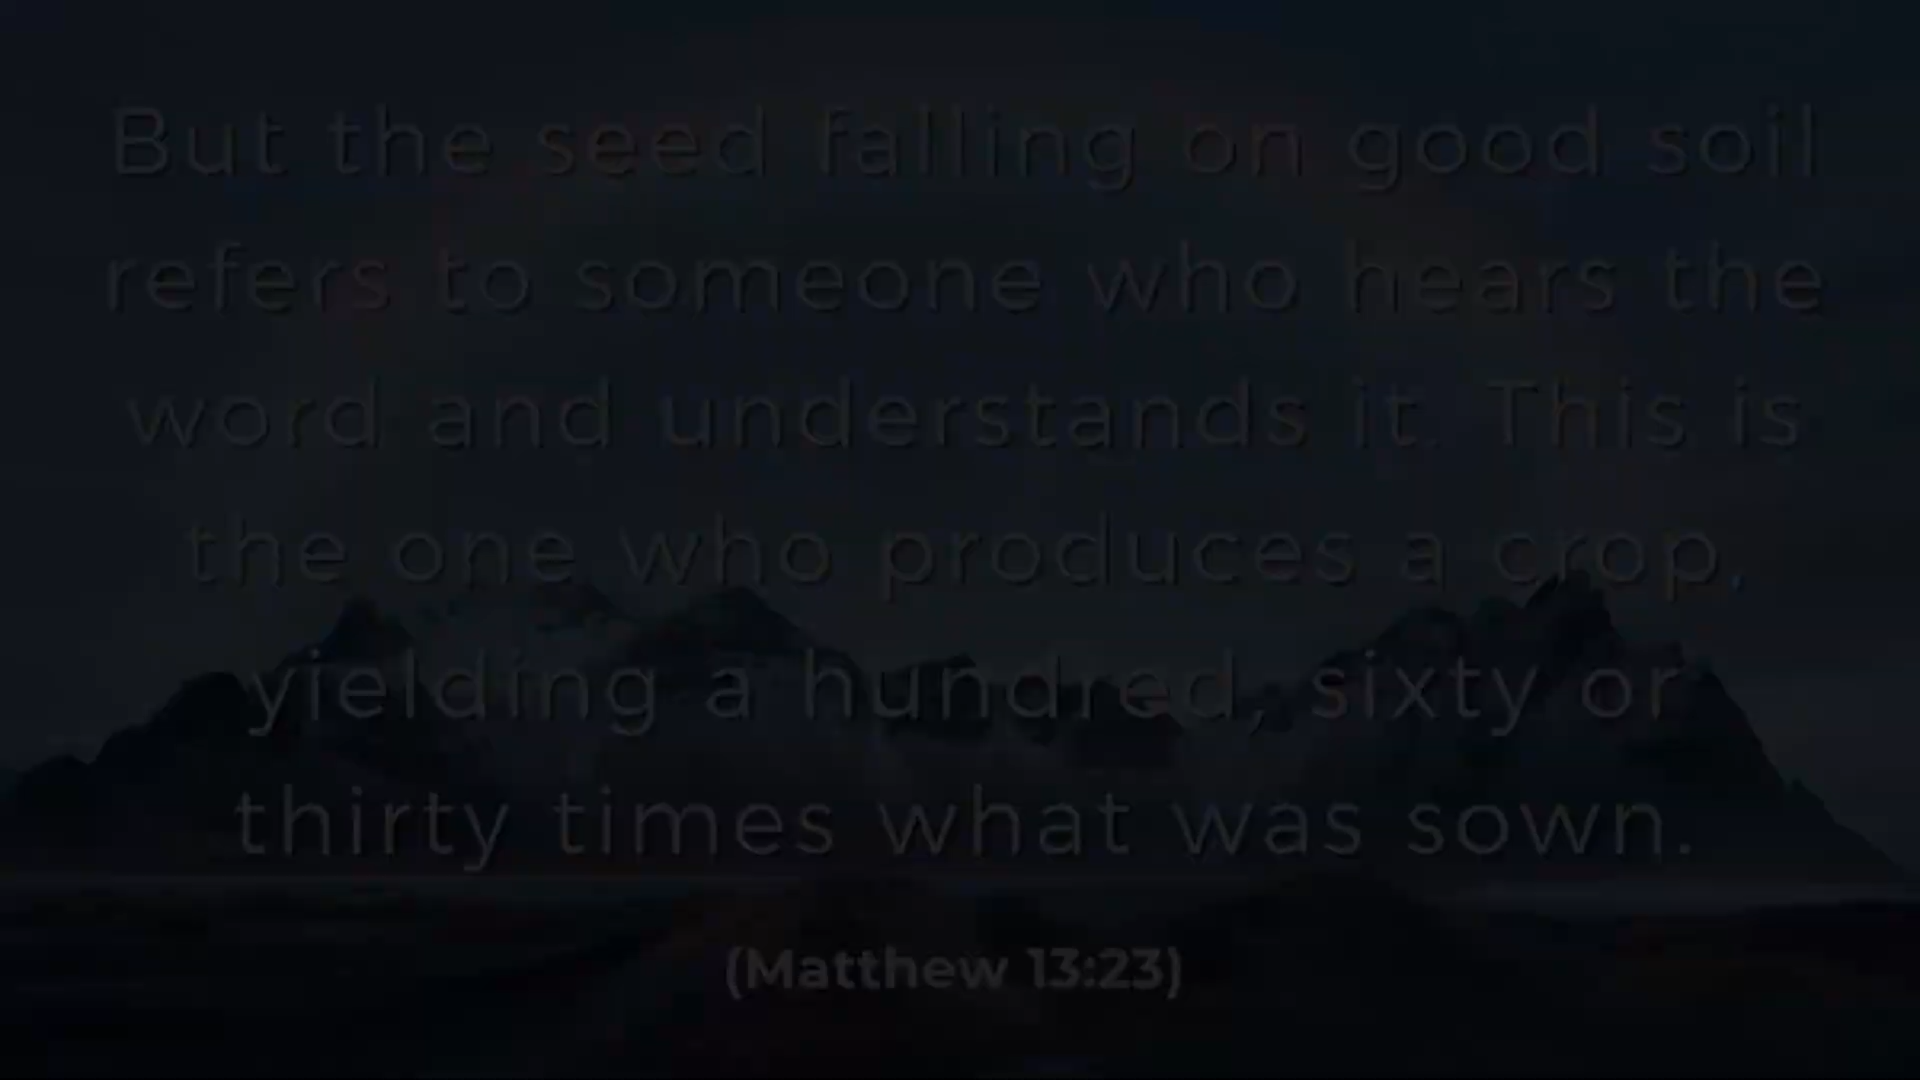 But the seed falling on good soil
refers to someone who hears the
word and understands it. This is
the one who produces a crop,
yielding a hundred, sixty or
thirty times what was sown.
(Matthew 13:23)